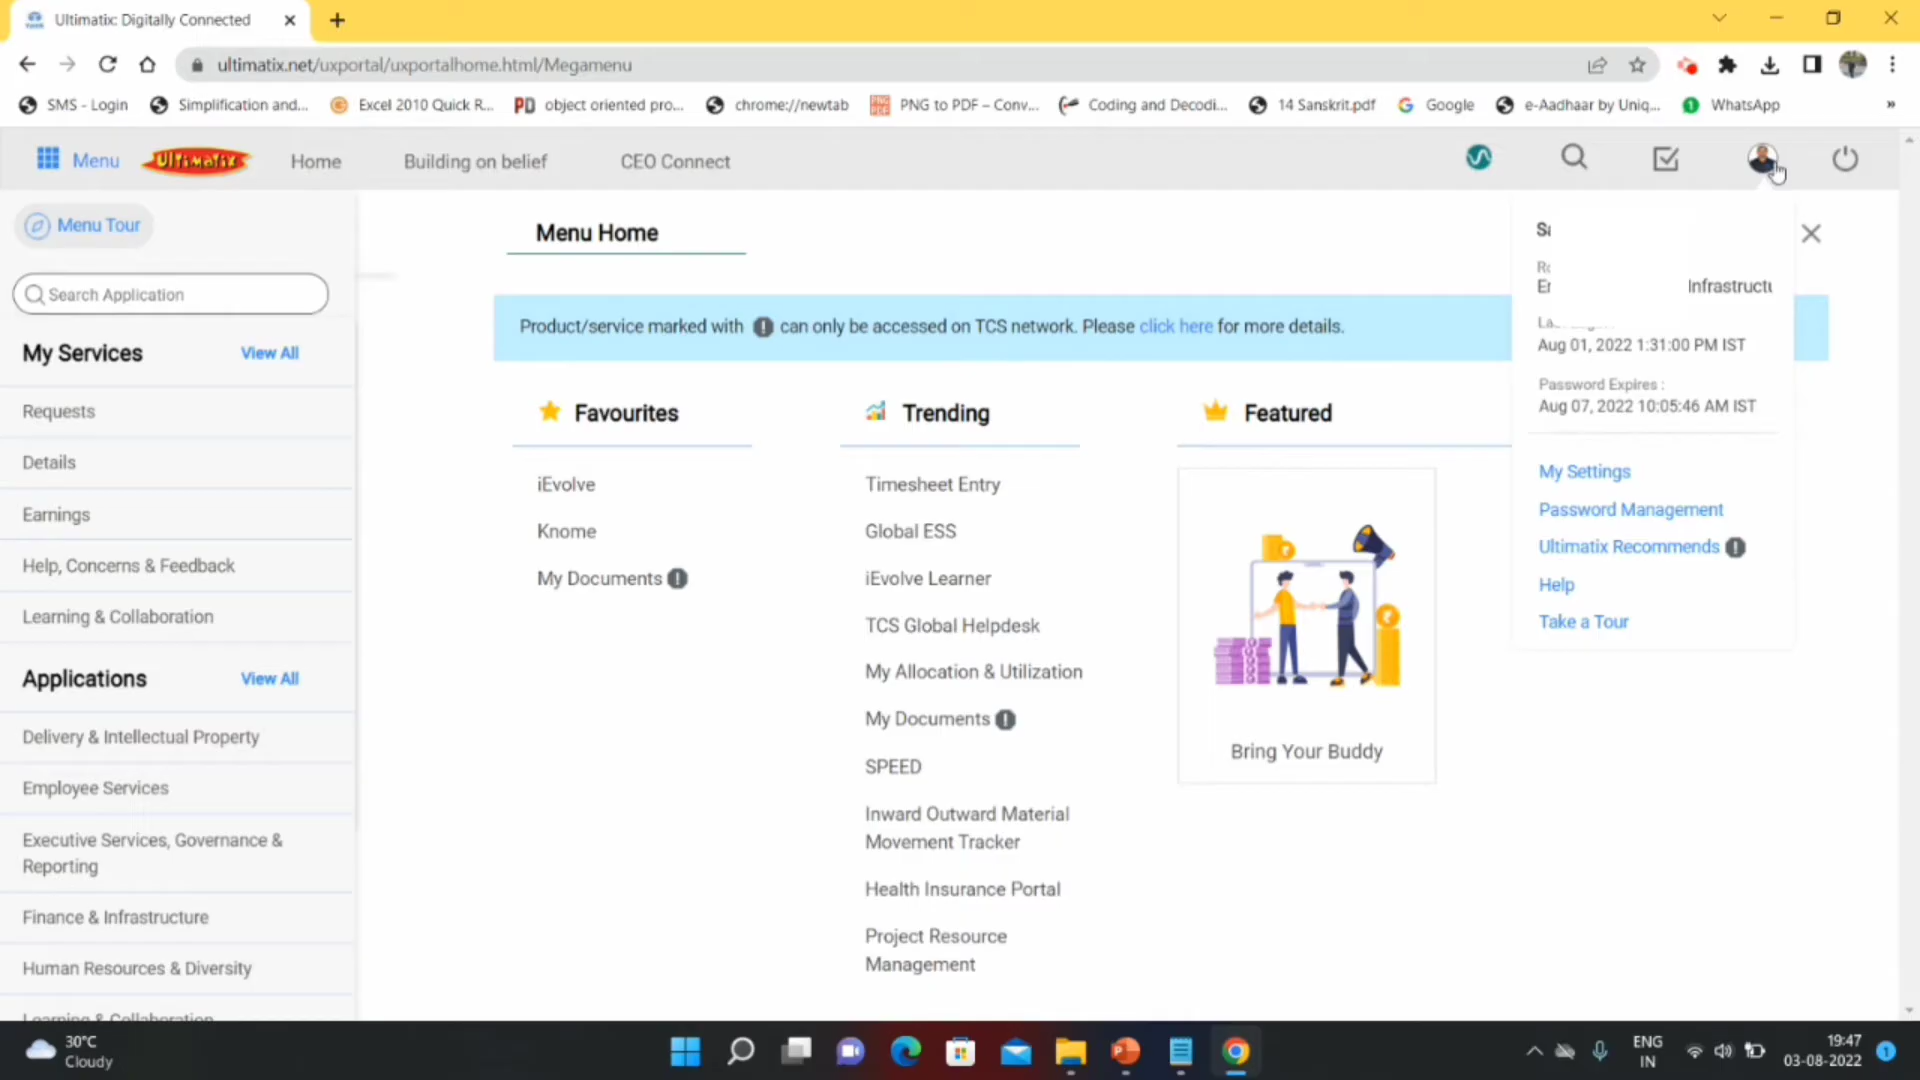 Ultimatix: Digitally Connected
ultimatix.net/uxportal/uxportalhome.html/Megamenu
SMS - Login
Simplification and...
Excel 2010 Quick R...
PD object oriented pro...
chrome://newtab
PNG to PDF – Conv...
Coding and Decodi...
14 Sanskrit.pdf
Google
e-Aadhaar by Uniq...
WhatsApp
»
Menu
Ultimatix
Home
Building on belief
CEO Connect
Menu Tour
Search Application
My Services
View All
Requests
Details
Earnings
Help, Concerns & Feedback
Learning & Collaboration
Applications
View All
Delivery & Intellectual Property
Employee Services
Executive Services, Governance &
Reporting
Finance & Infrastructure
Human Resources & Diversity
Learning & Collaboration
Menu Home
Product/service marked with ! can only be accessed on TCS network. Please click here for more details.
Favourites
iEvolve
Knome
My Documents !
Trending
Timesheet Entry
Global ESS
iEvolve Learner
TCS Global Helpdesk
My Allocation & Utilization
My Documents !
SPEED
Inward Outward Material
Movement Tracker
Health Insurance Portal
Project Resource
Management
Featured
Bring Your Buddy
Aug 01, 2022 1:31:00 PM IST
Password Expires :
Aug 07, 2022 10:05:46 AM IST
My Settings
Password Management
Ultimatix Recommends !
Help
Take a Tour
30°C
Cloudy
ENG
IN
19:47
03-08-2022
1